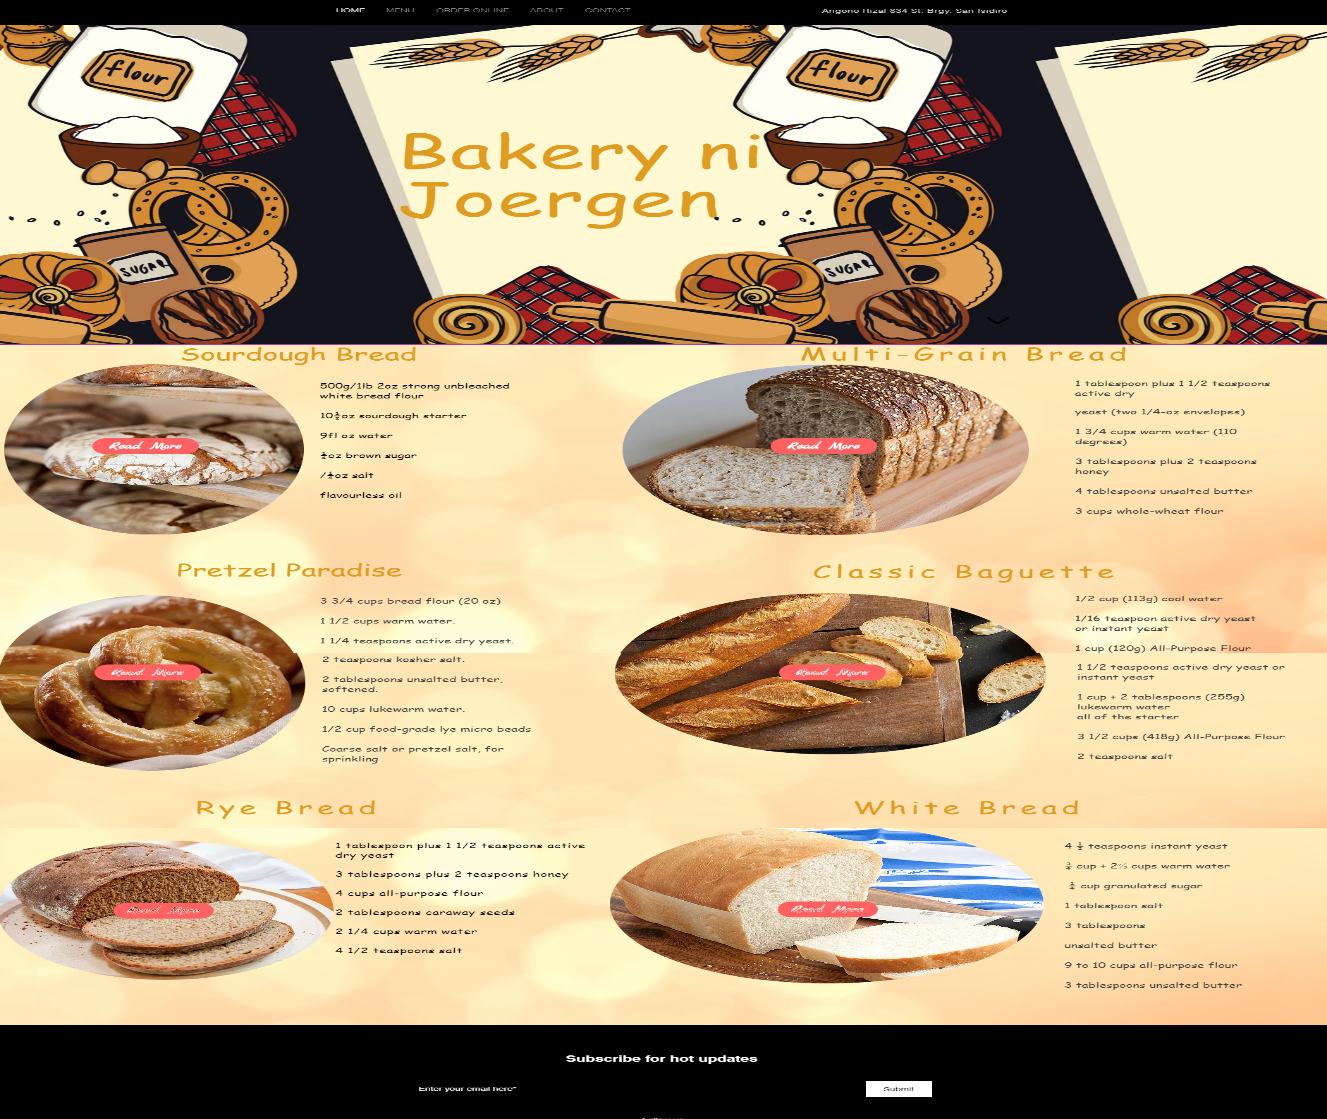 HOME MENU ORDER ONLINE ABOUT CONTACT
Angono Rizal 834 St. Brgy. San Isidro
flour
flour
Bakery ni
Joergen
SUGAR
SUGAR
Sourdough Bread
500g/1lb 2oz strong unbleached
white bread flour
10½oz sourdough starter
9fl oz water
oz brown sugar
oz salt
flavourless oil
Read More
Multi-Grain Bread
1 tablespoon plus 1 1/2 teaspoons
active dry
yeast (two 1/4-oz envelopes)
1 3/4 cups warm water (110
degrees)
3 tablespoons plus 2 teaspoons
honey
4 tablespoons unsalted butter
3 cups whole-wheat flour
Read More
Pretzel Paradise
3 3/4 cups bread flour (20 oz)
1 1/2 cups warm water.
1 1/4 teaspoons active dry yeast.
2 teaspoons kosher salt.
2 tablespoons unsalted butter,
softened.
10 cups lukewarm water.
1/2 cup food-grade lye micro beads
Coarse salt or pretzel salt, for
sprinkling
Read More
Classic Baguette
1/2 cup (113g) cool water
1/16 teaspoon active dry yeast
or instant yeast
1 cup (120g) All-Purpose Flour
1 1/2 teaspoons active dry yeast or
instant yeast
1 cup + 2 tablespoons (255g)
lukewarm water
all of the starter
3 1/2 cups (418g) All-Purpose Flour
2 teaspoons salt
Read More
Rye Bread
1 tablespoon plus 1 1/2 teaspoons active
dry yeast
3 tablespoons plus 2 teaspoons honey
4 cups all-purpose flour
2 tablespoons caraway seeds
2 1/4 cups warm water
4 1/2 teaspoons salt
Read More
White Bread
4 ½ teaspoons instant yeast
cup + 2½ cups warm water
cup granulated sugar
1 tablespoon salt
3 tablespoons
unsalted butter
9 to 10 cups all-purpose flour
3 tablespoons unsalted butter
Read More
Subscribe for hot updates
Enter your email here*
Submit